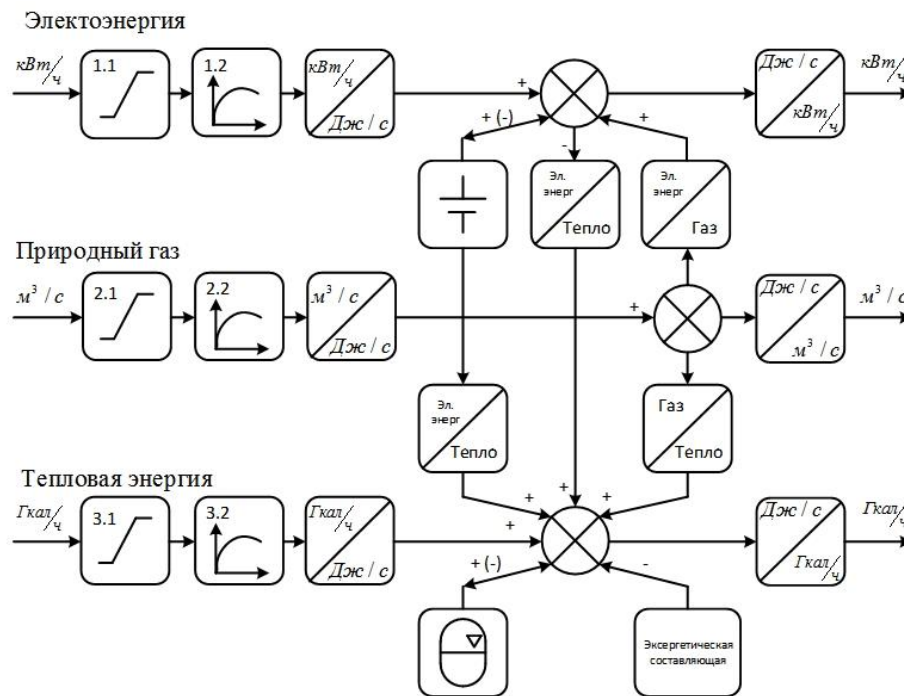 Электоэнергия
кВт/ч
1.1
1.2
кВт/ч
Дж / с
+
Дж / с
кВт/ч
кВт/ч
+ (-)
-
+
Эл.
энерг
Тепло
Эл.
энерг
Газ
Природный газ
м³ / с
2.1
2.2
м³ / с
Дж / с
+
Дж / с
м³ / с
м³ / с
Эл.
энерг
Тепло
Газ
Тепло
Тепловая энергия
Гкал/ч
3.1
3.2
Гкал/ч
Дж / с
+
+
+
+
Дж / с
Гкал/ч
Гкал/ч
+ (-)
-
Эксергетическая
составляющая